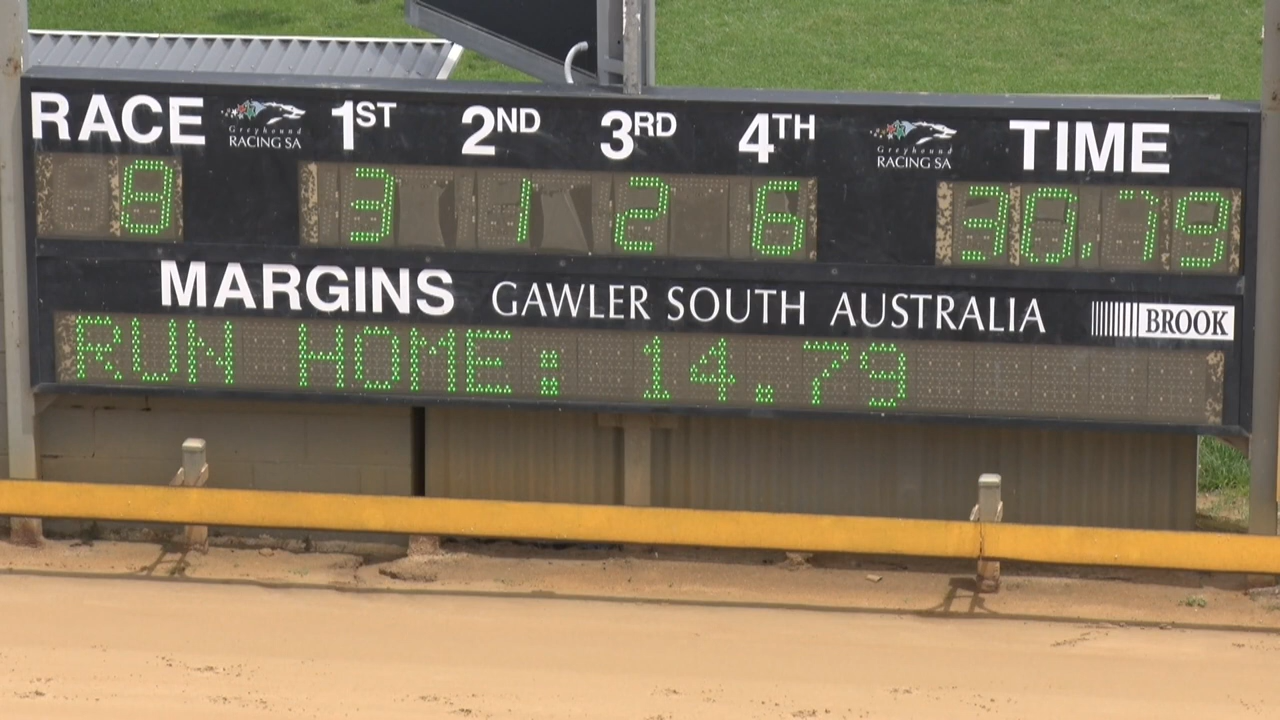 RACE Greyhound RACING SA 1ST 2ND 3RD 4TH Greyhound RACING SA TIME
8 3 1 2 6 30.79
MARGINS GAWLER SOUTH AUSTRALIA BROOK
RUN HOME: 14.79